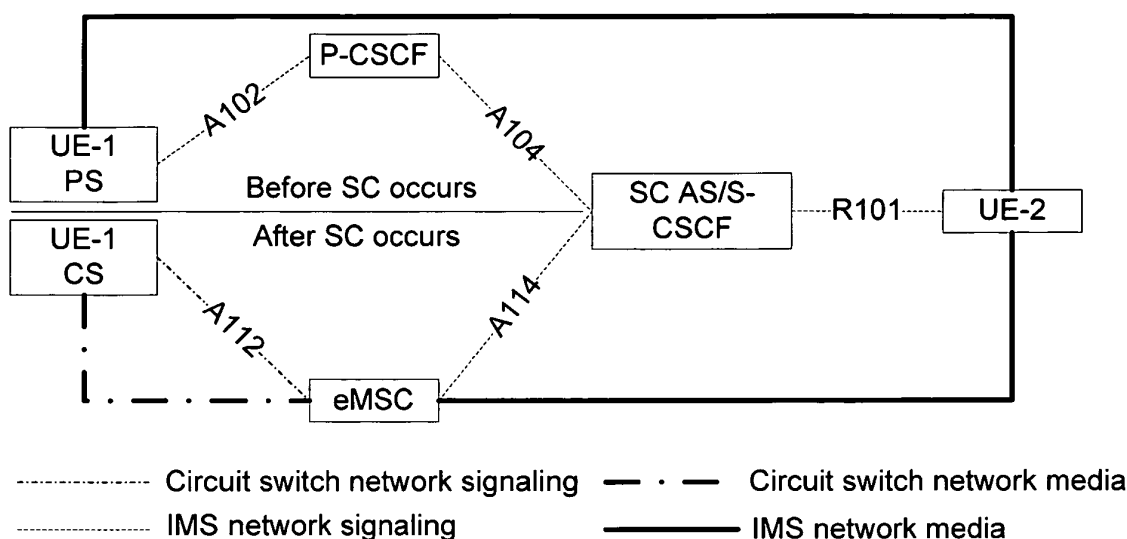 P-CSCF
A102
A104
UE-1
PS
Before SC occurs
SC AS/S-
CSCF
R101
UE-2
After SC occurs
UE-1
CS
A112
A114
eMSC
Circuit switch network signaling
Circuit switch network media
IMS network signaling
IMS network media